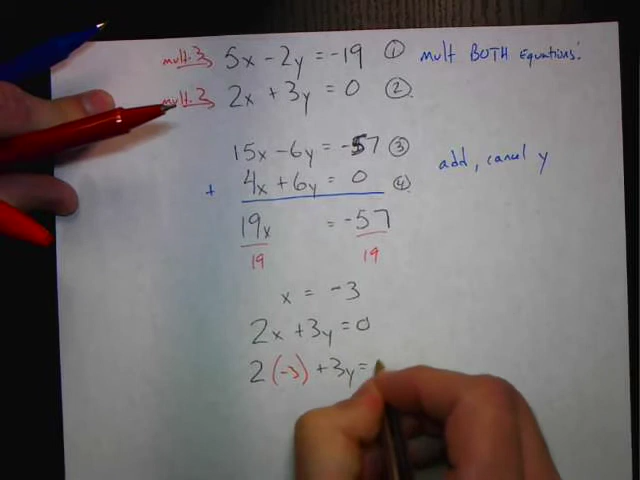 mult. 3 5x - 2y = -19 ① mult BOTH Equations!
mult. 2 2x + 3y = 0 ②
15x - 6y = -57 ③
+ 4x + 6y = 0 ④ add, cancel y
19x = -57
19 19
x = -3
2x + 3y = 0
2 (-3) + 3y =